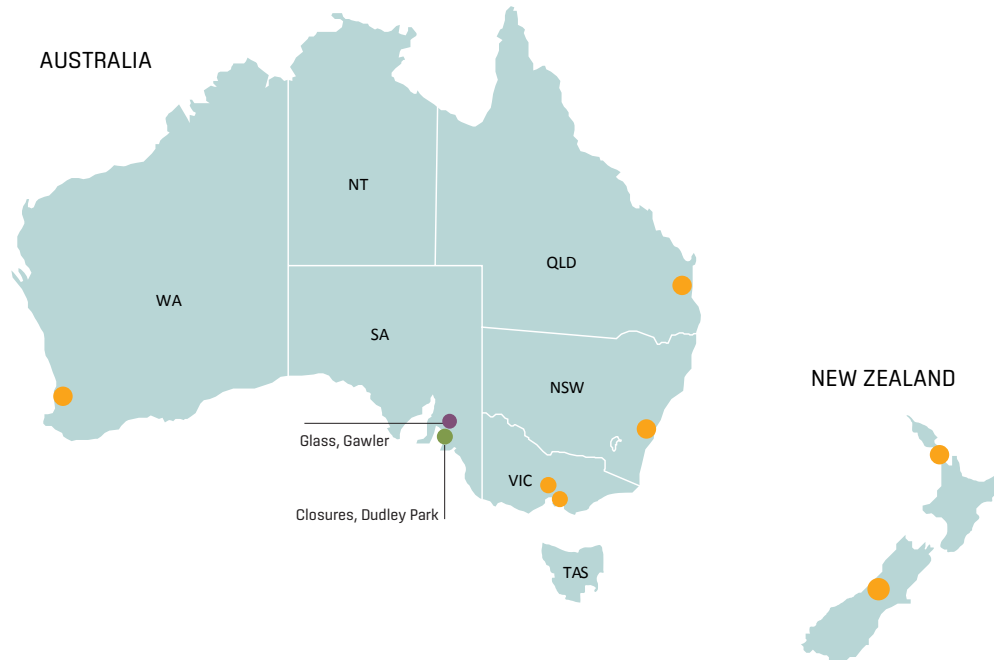 AUSTRALIA
NT
QLD
WA
SA
NSW
NEW ZEALAND
Glass, Gawler
VIC
Closures, Dudley Park
TAS